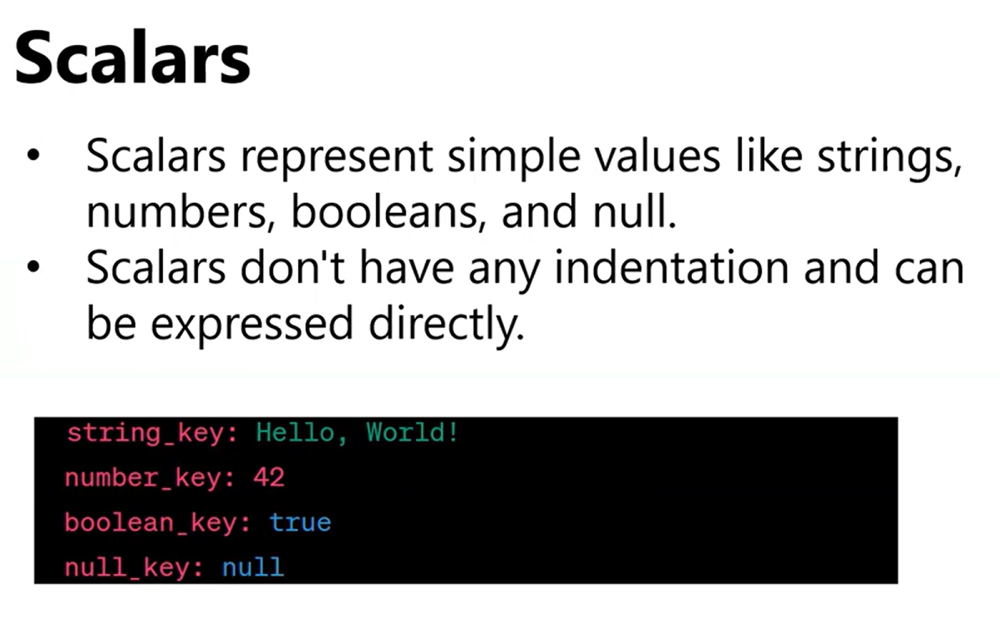 Scalars
• Scalars represent simple values like strings,
numbers, booleans, and null.
• Scalars don't have any indentation and can
be expressed directly.
string_key: Hello, World!
number_key: 42
boolean_key: true
null_key: null